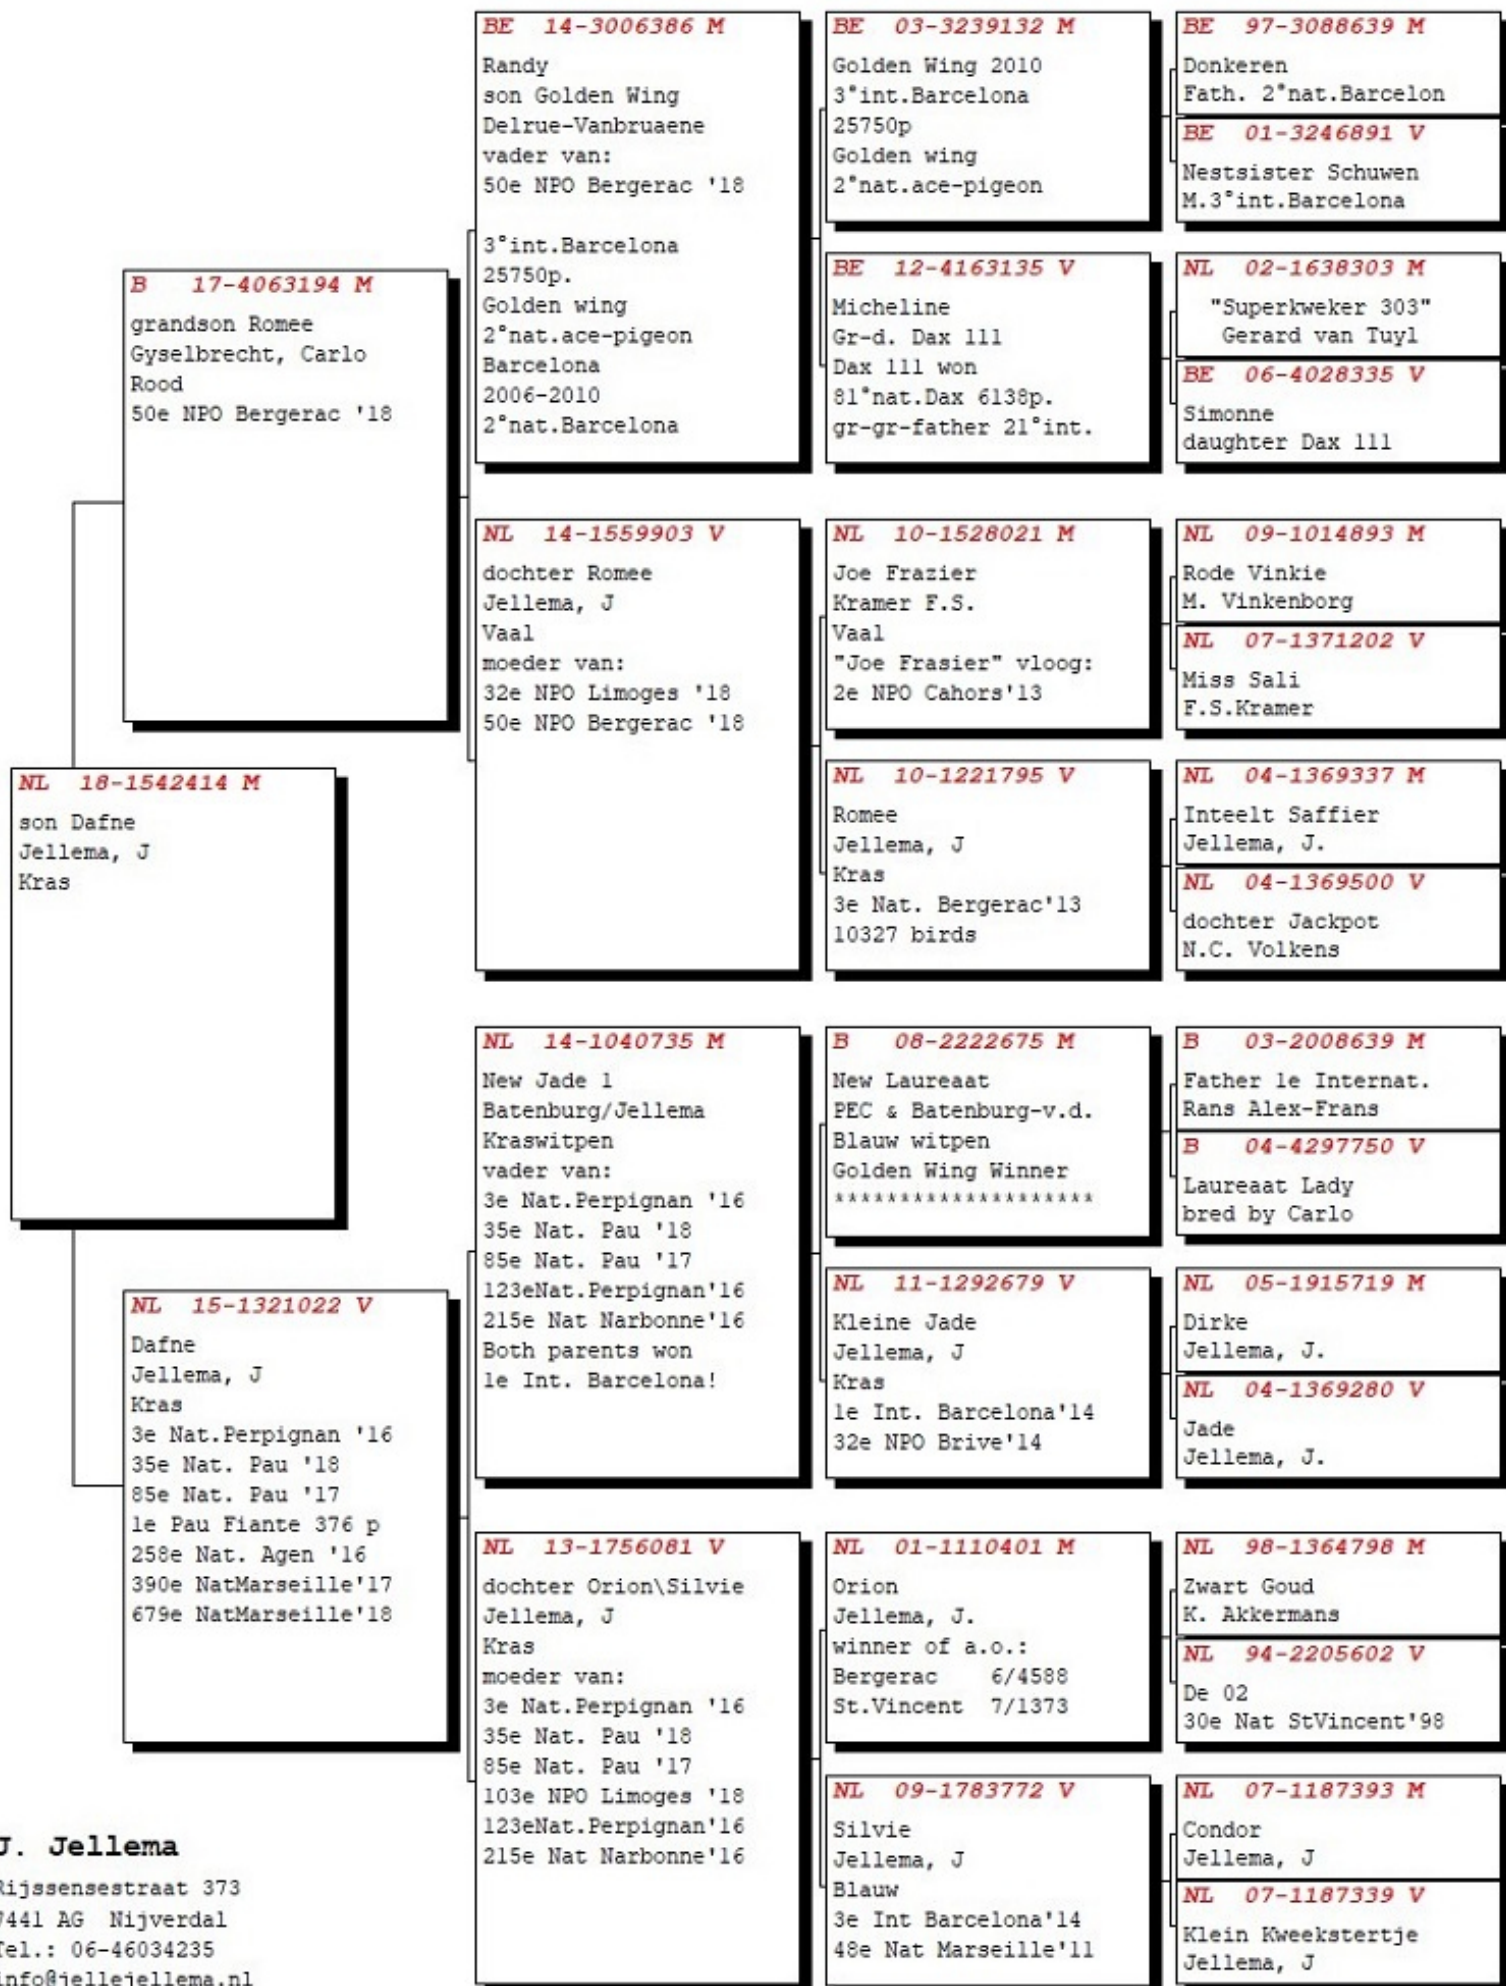 NL 18-1542414 M
son Dafne
Jellema, J
Kras
B 17-4063194 M
grandson Romee
Gyselbrecht, Carlo
Rood
50e NPO Bergerac '18
NL 15-1321022 V
Dafne
Jellema, J
Kras
3e Nat.Perpignan '16
35e Nat. Pau '18
85e Nat. Pau '17
1e Pau Fiante 376 p
258e Nat. Agen '16
390e NatMarseille'17
679e NatMarseille'18
BE 14-3006386 M
Randy
son Golden Wing
Delrue-Vanbruaene
vader van:
50e NPO Bergerac '18
3°int.Barcelona
25750p.
Golden wing
2°nat.ace-pigeon
Barcelona
2006-2010
2°nat.Barcelona
NL 14-1559903 V
dochter Romee
Jellema, J
Vaal
moeder van:
32e NPO Limoges '18
50e NPO Bergerac '18
NL 14-1040735 M
New Jade 1
Batenburg/Jellema
Kraswitpen
vader van:
3e Nat.Perpignan '16
35e Nat. Pau '18
85e Nat. Pau '17
123eNat.Perpignan'16
215e Nat Narbonne'16
Both parents won
1e Int. Barcelona!
NL 13-1756081 V
dochter Orion\Silvie
Jellema, J
Kras
moeder van:
3e Nat.Perpignan '16
35e Nat. Pau '18
85e Nat. Pau '17
103e NPO Limoges '18
123eNat.Perpignan'16
215e Nat Narbonne'16
BE 03-3239132 M
Golden Wing 2010
3°int.Barcelona
25750p
Golden wing
2°nat.ace-pigeon
BE 12-4163135 V
Micheline
Gr-d. Dax 111
Dax 111 won
81°nat.Dax 6138p.
gr-gr-father 21°int.
NL 10-1528021 M
Joe Frazier
Kramer F.S.
Vaal
"Joe Frasier" vloog:
2e NPO Cahors'13
NL 10-1221795 V
Romee
Jellema, J
Kras
3e Nat. Bergerac'13
10327 birds
B 08-2222675 M
New Laureaat
PEC & Batenburg-v.d.
Blauw witpen
Golden Wing Winner
********************
NL 11-1292679 V
Kleine Jade
Jellema, J
Kras
1e Int. Barcelona'14
32e NPO Brive'14
NL 01-1110401 M
Orion
Jellema, J.
winner of a.o.:
Bergerac 6/4588
St.Vincent 7/1373
NL 09-1783772 V
Silvie
Jellema, J
Blauw
3e Int Barcelona'14
48e Nat Marseille'11
BE 97-3088639 M
Donkeren
Fath. 2°nat.Barcelon
BE 01-3246891 V
Nestsister Schuwen
M.3°int.Barcelona
NL 02-1638303 M
"Superkweker 303"
Gerard van Tuyl
BE 06-4028335 V
Simonne
daughter Dax 111
NL 09-1014893 M
Rode Vinkie
M. Vinkenborg
NL 07-1371202 V
Miss Sali
F.S.Kramer
NL 04-1369337 M
Inteelt Saffier
Jellema, J.
NL 04-1369500 V
dochter Jackpot
N.C. Volkens
B 03-2008639 M
Father 1e Internat.
Rans Alex-Frans
B 04-4297750 V
Laureaat Lady
bred by Carlo
NL 05-1915719 M
Dirke
Jellema, J.
NL 04-1369280 V
Jade
Jellema, J.
NL 98-1364798 M
Zwart Goud
K. Akkermans
NL 94-2205602 V
De 02
30e Nat StVincent'98
NL 07-1187393 M
Condor
Jellema, J
NL 07-1187339 V
Klein Kweekstertje
Jellema, J
J. Jellema
Rijssensestraat 373
7441 AG Nijverdal
Tel.: 06-46034235
info@jellejellema.nl